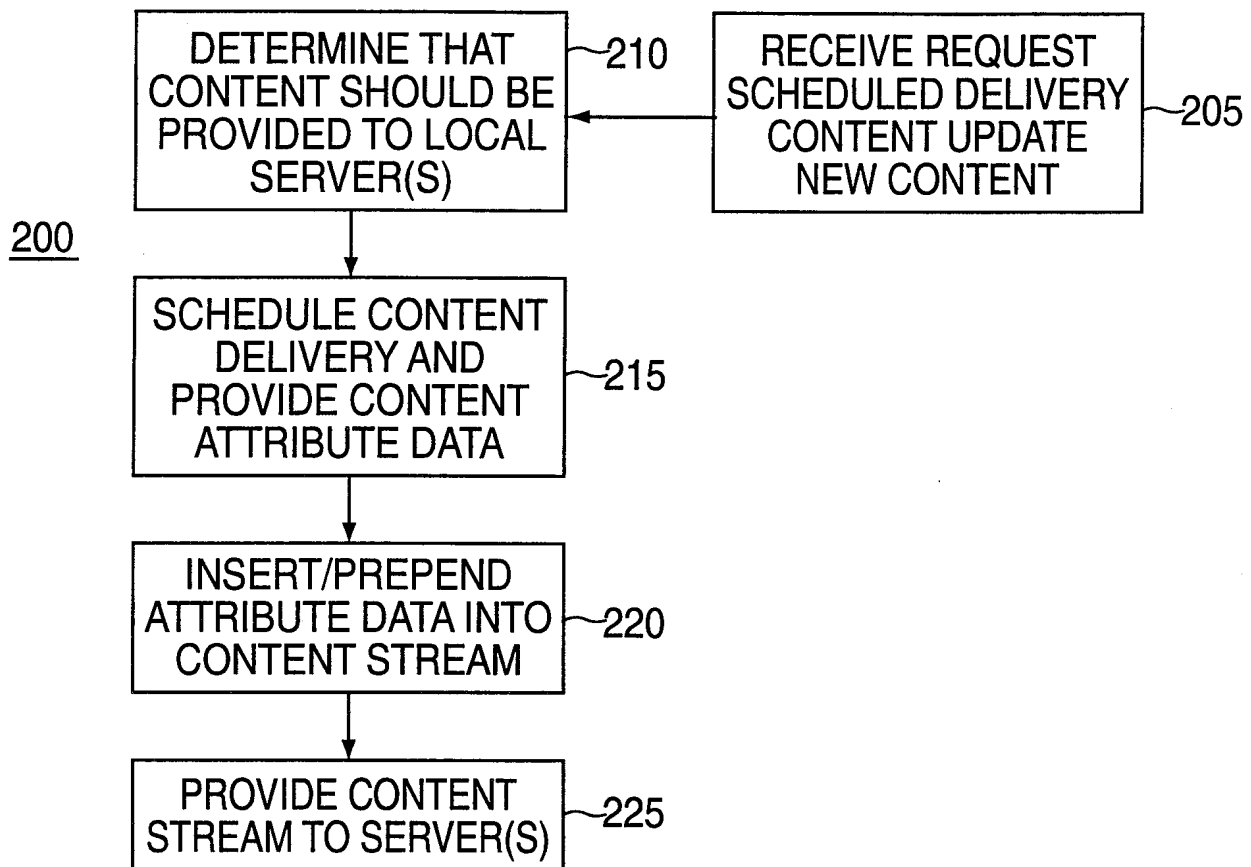 DETERMINE THAT
CONTENT SHOULD BE
PROVIDED TO LOCAL
SERVER(S)
210
RECEIVE REQUEST
SCHEDULED DELIVERY
CONTENT UPDATE
NEW CONTENT
205
200
SCHEDULE CONTENT
DELIVERY AND
PROVIDE CONTENT
ATTRIBUTE DATA
215
INSERT/PREPEND
ATTRIBUTE DATA INTO
CONTENT STREAM
220
PROVIDE CONTENT
STREAM TO SERVER(S)
225